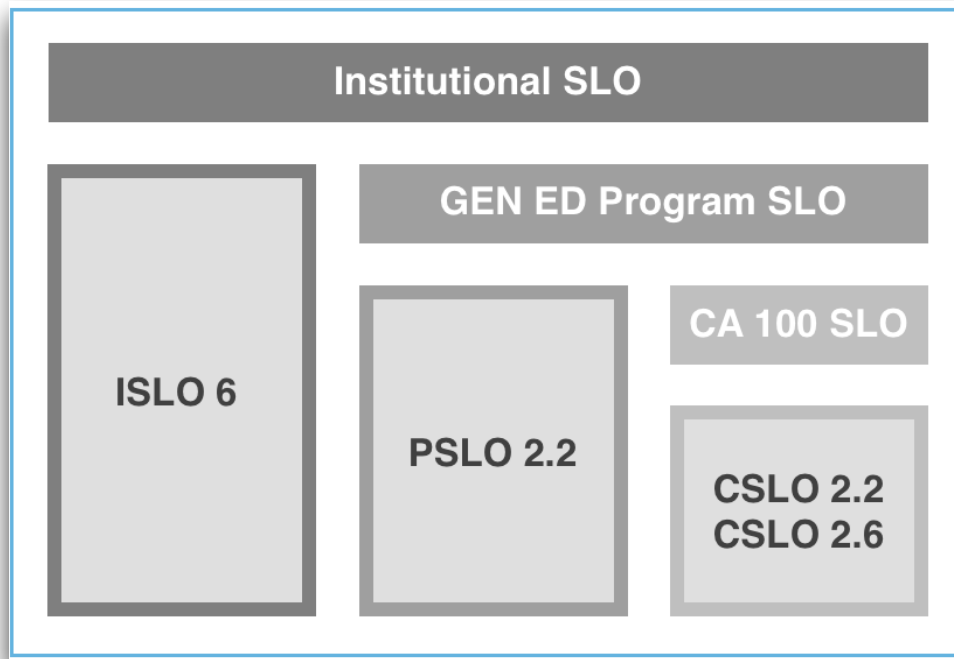 Institutional SLO
GEN ED Program SLO
CA 100 SLO
ISLO 6
PSLO 2.2
CSLO 2.2
CSLO 2.6